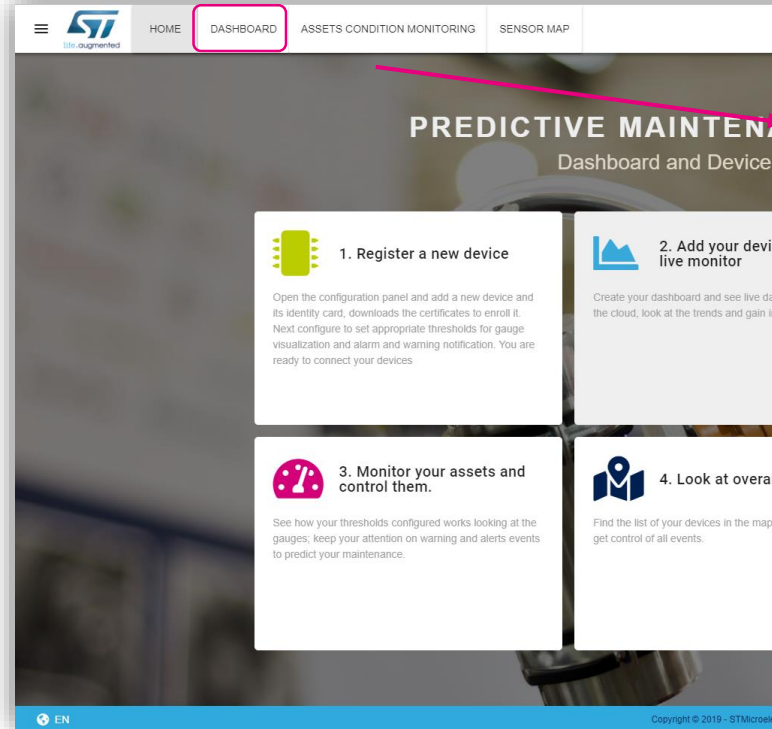 life.augmented
HOME DASHBOARD ASSETS CONDITION MONITORING SENSOR MAP
PREDICTIVE MAINTENA
Dashboard and Device
1. Register a new device
Open the configuration panel and add a new device and
its identity card, downloads the certificates to enroll it.
Next configure to set appropriate thresholds for gauge
visualization and alarm and warning notification. You are
ready to connect your devices
2. Add your devi
live monitor
Create your dashboard and see live da
the cloud, look at the trends and gain i
3. Monitor your assets and
control them.
See how your thresholds configured works looking at the
gauges; keep your attention on warning and alerts events
to predict your maintenance.
4. Look at overa
Find the list of your devices in the map
get control of all events.
EN
Copyright © 2019 - STMicroele